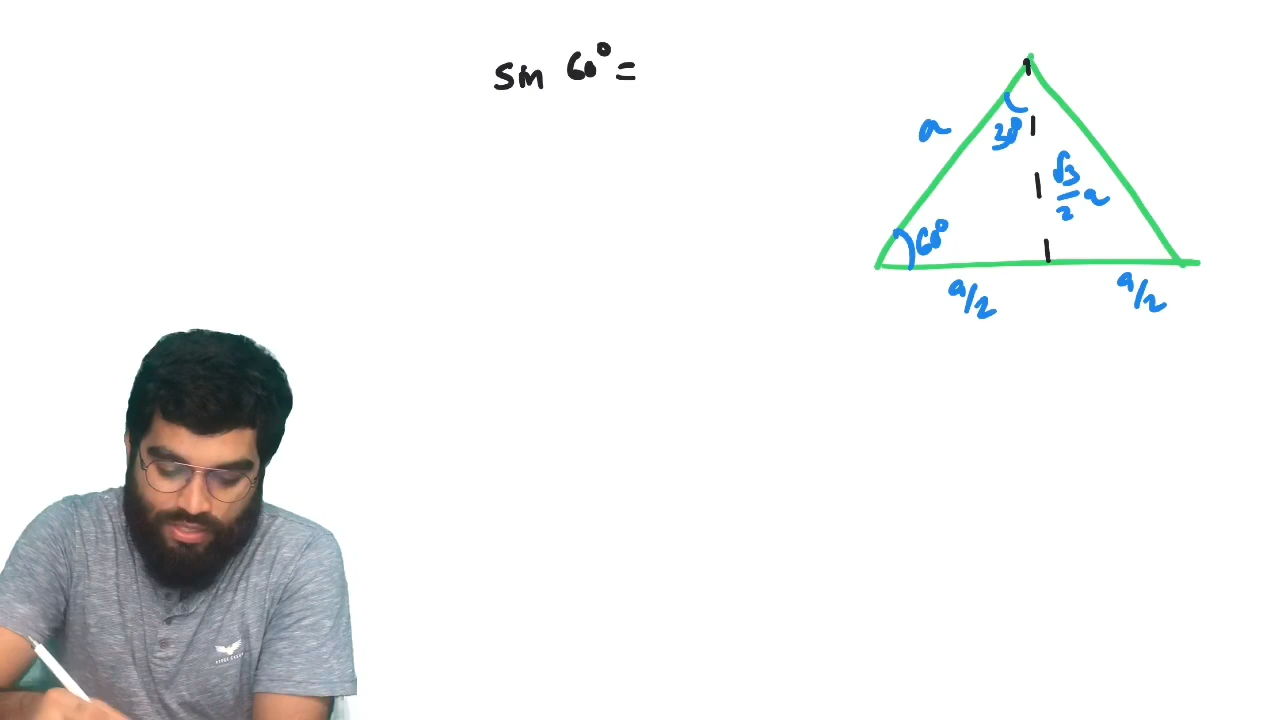 sin 60° =
a
30°
√3/2 a
60°
a/2
a/2